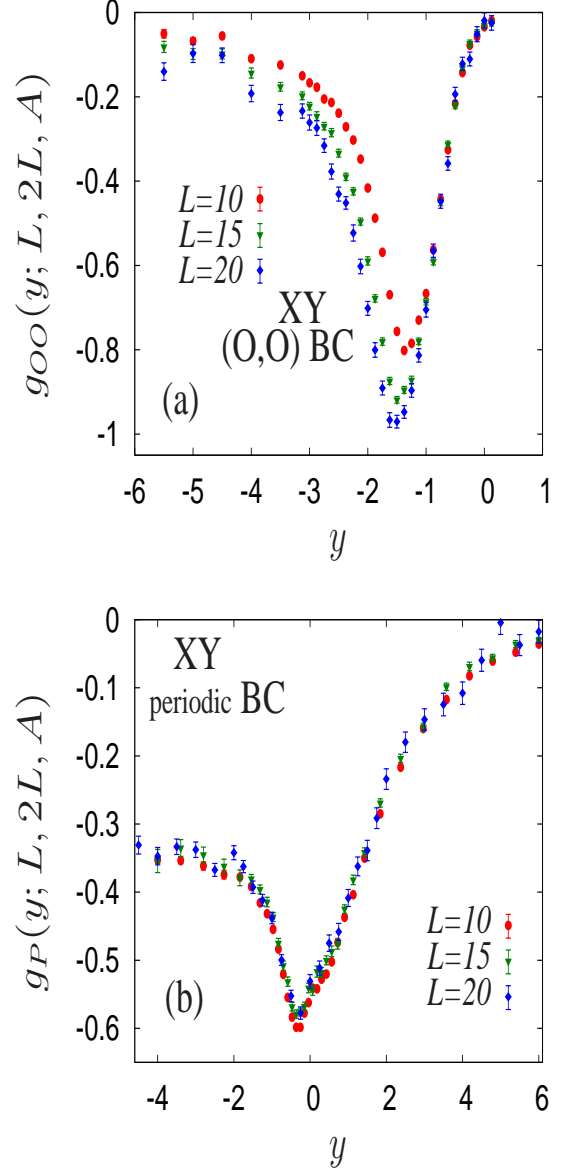 0
-0.2
-0.4
-0.6
-0.8
-1
g_{OO}(y; L, 2L, A)
L=10
L=15
L=20
XY
(O,O) BC
(a)
-6 -5 -4 -3 -2 -1 0 1
y
0
-0.1
-0.2
-0.3
-0.4
-0.5
-0.6
g_P(y; L, 2L, A)
XY
periodic BC
L=10
L=15
L=20
(b)
-4 -2 0 2 4 6
y